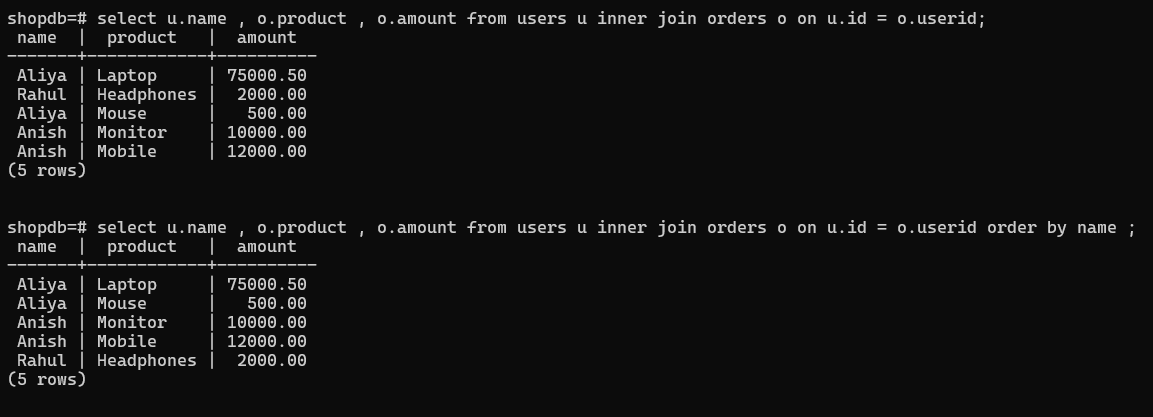 shopdb=# select u.name , o.product , o.amount from users u inner join orders o on u.id = o.userid;
 name  |  product   |  amount
-------+------------+----------
 Aliya | Laptop     | 75000.50
 Rahul | Headphones |  2000.00
 Aliya | Mouse      |   500.00
 Anish | Monitor    | 10000.00
 Anish | Mobile     | 12000.00
(5 rows)
shopdb=# select u.name , o.product , o.amount from users u inner join orders o on u.id = o.userid order by name ;
 name  |  product   |  amount
-------+------------+----------
 Aliya | Laptop     | 75000.50
 Aliya | Mouse      |   500.00
 Anish | Monitor    | 10000.00
 Anish | Mobile     | 12000.00
 Rahul | Headphones |  2000.00
(5 rows)